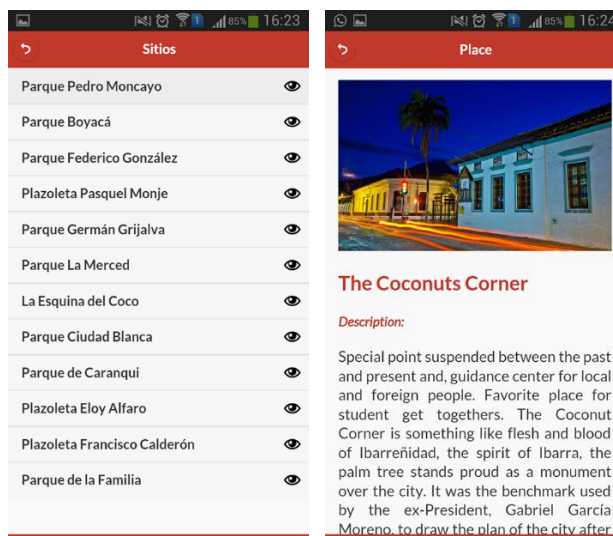 1 85% 16:23
Sitios
Parque Pedro Moncayo
Parque Boyacá
Parque Federico González
Plazoleta Pasquel Monje
Parque Germán Grijalva
Parque La Merced
La Esquina del Coco
Parque Ciudad Blanca
Parque de Caranqui
Plazoleta Eloy Alfaro
Plazoleta Francisco Calderón
Parque de la Familia
1 85% 16:24
Place
The Coconuts Corner
Description:
Special point suspended between the past
and present and, guidance center for local
and foreign people. Favorite place for
student get togethers. The Coconut
Corner is something like flesh and blood
of Ibarreñidad, the spirit of Ibarra, the
palm tree stands proud as a monument
over the city. It was the benchmark used
by the ex-President, Gabriel García
Moreno, to draw the plan of the city after